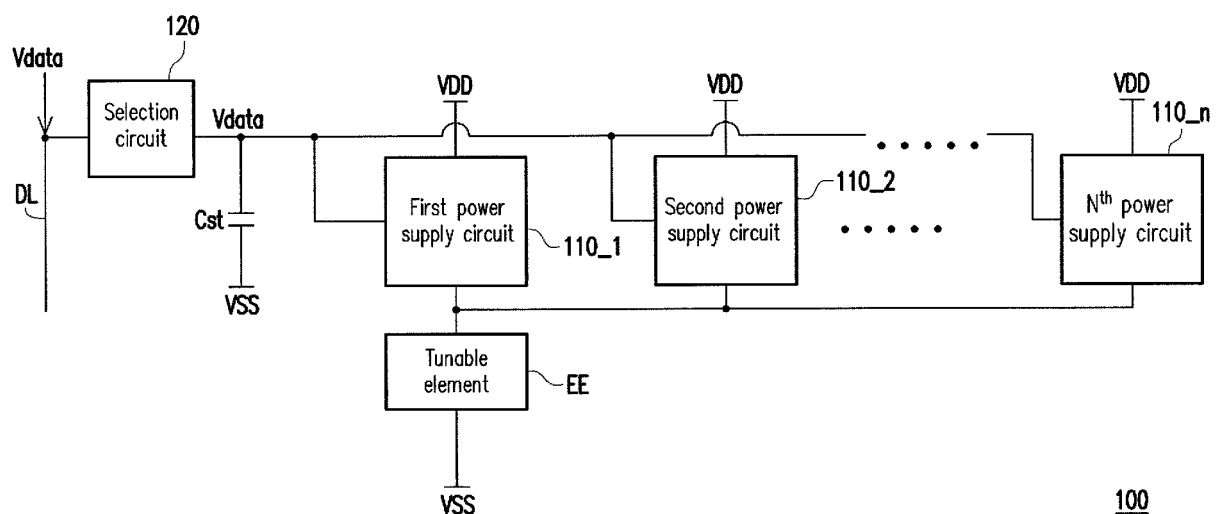 120
Vdata
Selection
circuit
Vdata
DL
Cst
VSS
VDD
First power
supply circuit
110_1
VDD
Second power
supply circuit
110_2
VDD
110_n
Nth power
supply circuit
Tunable
element
EE
VSS
100